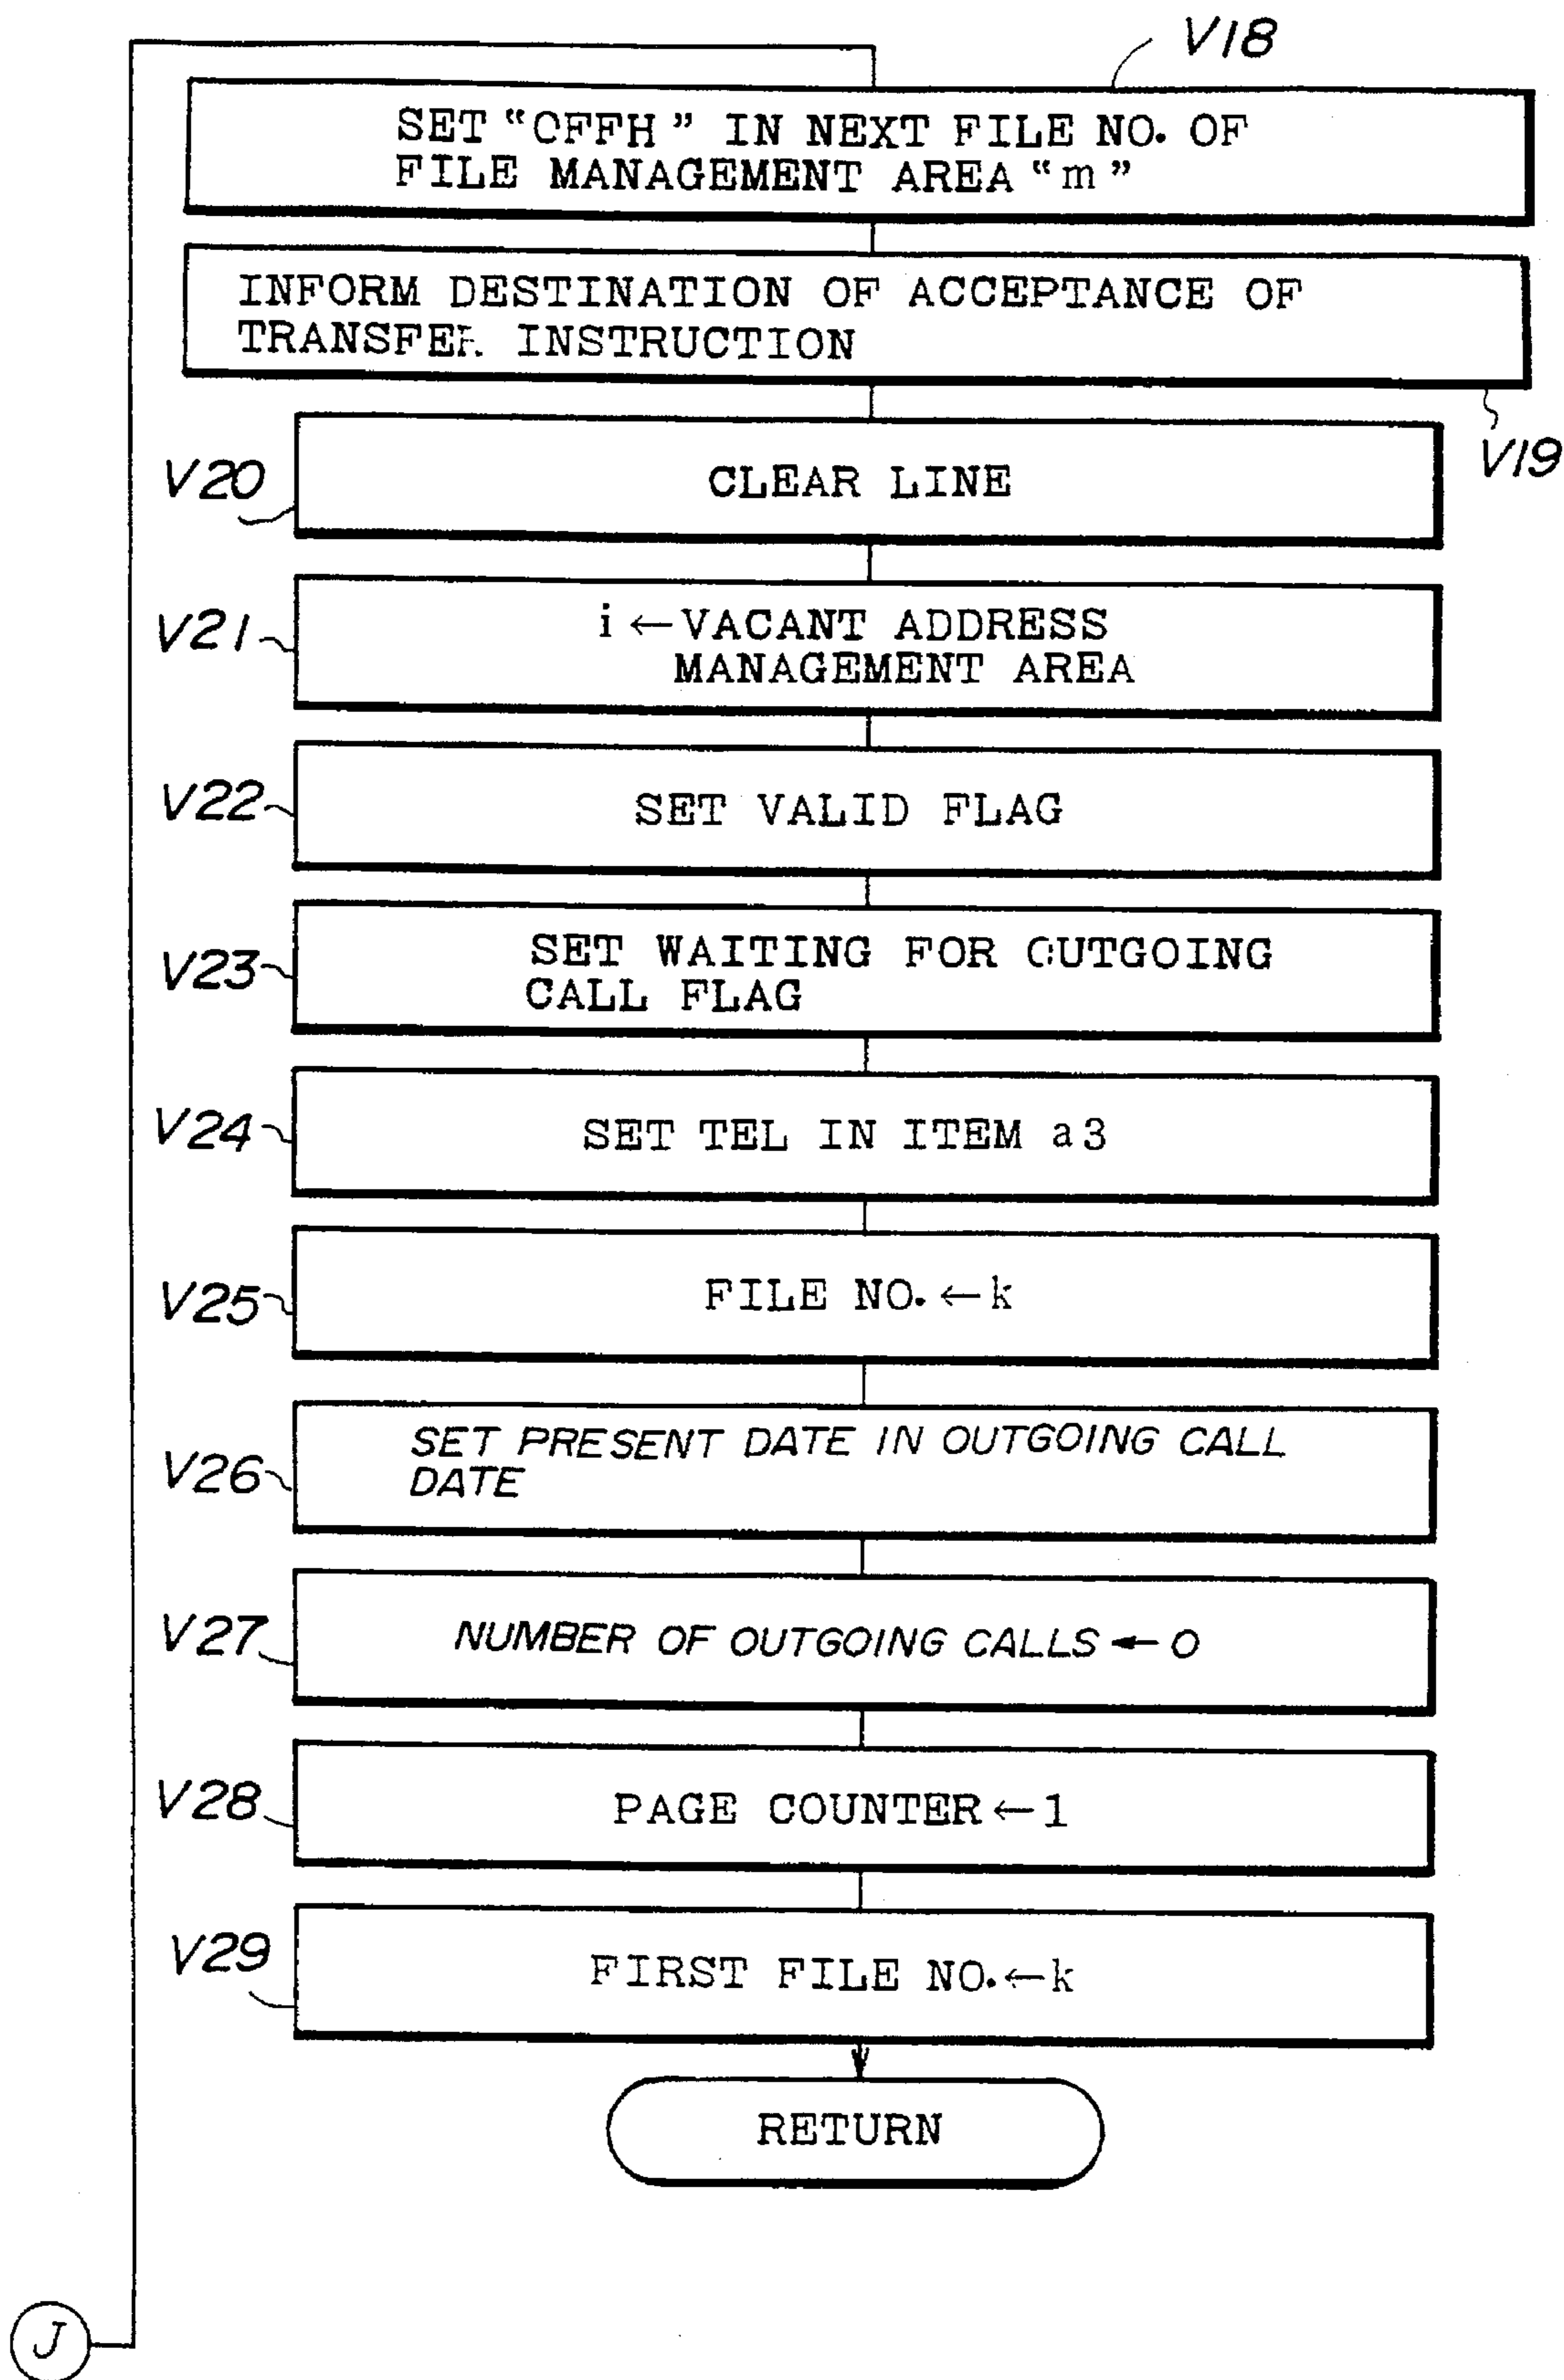 V18
SET "OFFH" IN NEXT FILE NO. OF
FILE MANAGEMENT AREA "m"
INFORM DESTINATION OF ACCEPTANCE OF
TRANSFER INSTRUCTION
V19
V20
CLEAR LINE
V21
i ← VACANT ADDRESS
MANAGEMENT AREA
V22
SET VALID FLAG
V23
SET WAITING FOR OUTGOING
CALL FLAG
V24
SET TEL IN ITEM a3
V25
FILE NO. ← k
V26
SET PRESENT DATE IN OUTGOING CALL
DATE
V27
NUMBER OF OUTGOING CALLS ← 0
V28
PAGE COUNTER ← 1
V29
FIRST FILE NO. ← k
RETURN
J